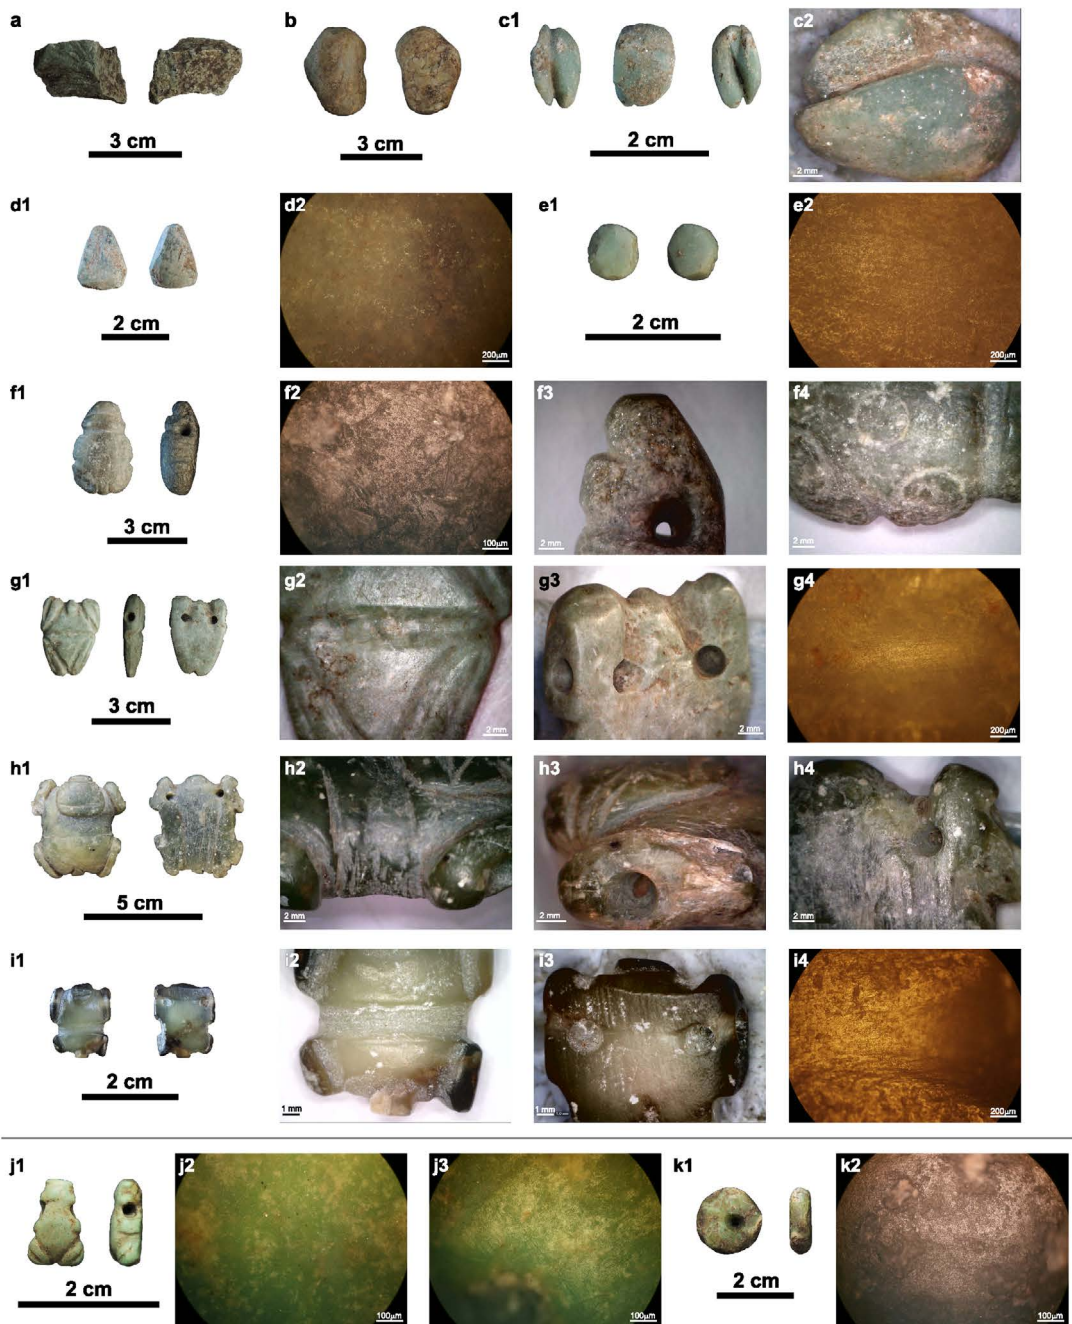 a
b
c1
c2
3 cm
3 cm
2 cm
2 mm
d1
d2
e1
e2
2 cm
200μm
2 cm
200μm
f1
f2
f3
f4
3 cm
100μm
2 mm
2 mm
g1
g2
g3
g4
3 cm
2 mm
2 mm
200μm
h1
h2
h3
h4
5 cm
2 mm
2 mm
2 mm
i1
i2
i3
i4
2 cm
1 mm
1 mm
200μm
j1
j2
j3
k1
k2
2 cm
100μm
100μm
2 cm
100μm